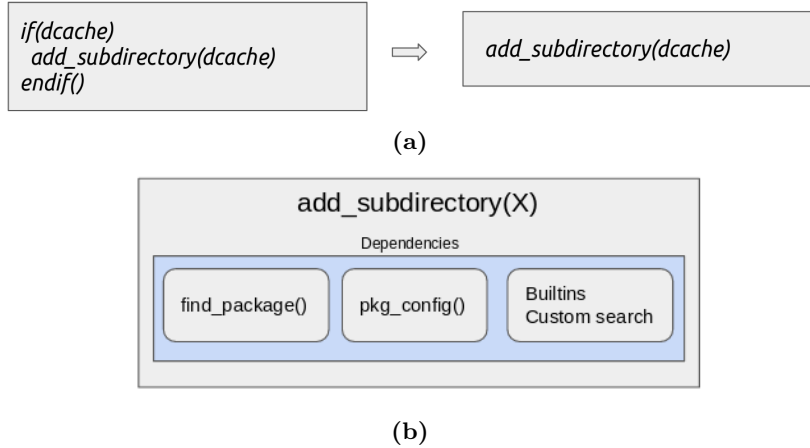 if(dcache)
add_subdirectory(dcache)
endif()
add_subdirectory(dcache)
(a)
add_subdirectory(X)
Dependencies
find_package()
pkg_config()
Builtins
Custom search
(b)